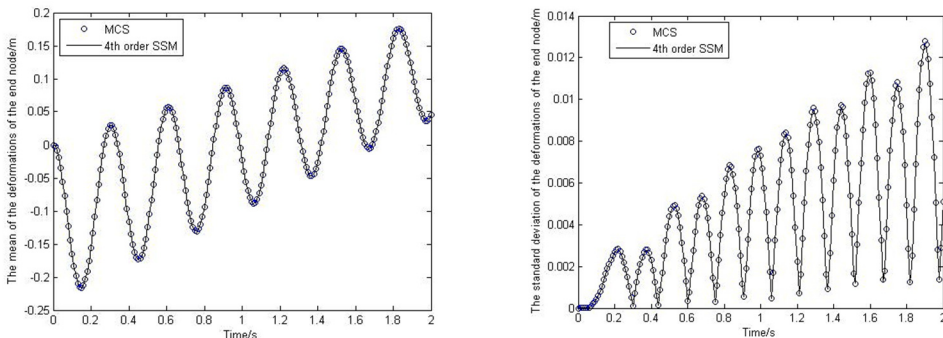 The mean of the deformations of the end node/m
0.2
0.15
0.1
0.05
0
-0.05
-0.1
-0.15
-0.2
-0.25
MCS
4th order SSM
0 0.2 0.4 0.6 0.8 1 1.2 1.4 1.6 1.8 2
Time/s
The standard deviation of the deformations of the end node/m
0.014
0.012
0.01
0.008
0.006
0.004
0.002
0
MCS
4th order SSM
0 0.2 0.4 0.6 0.8 1 1.2 1.4 1.6 1.8 2
Time/s